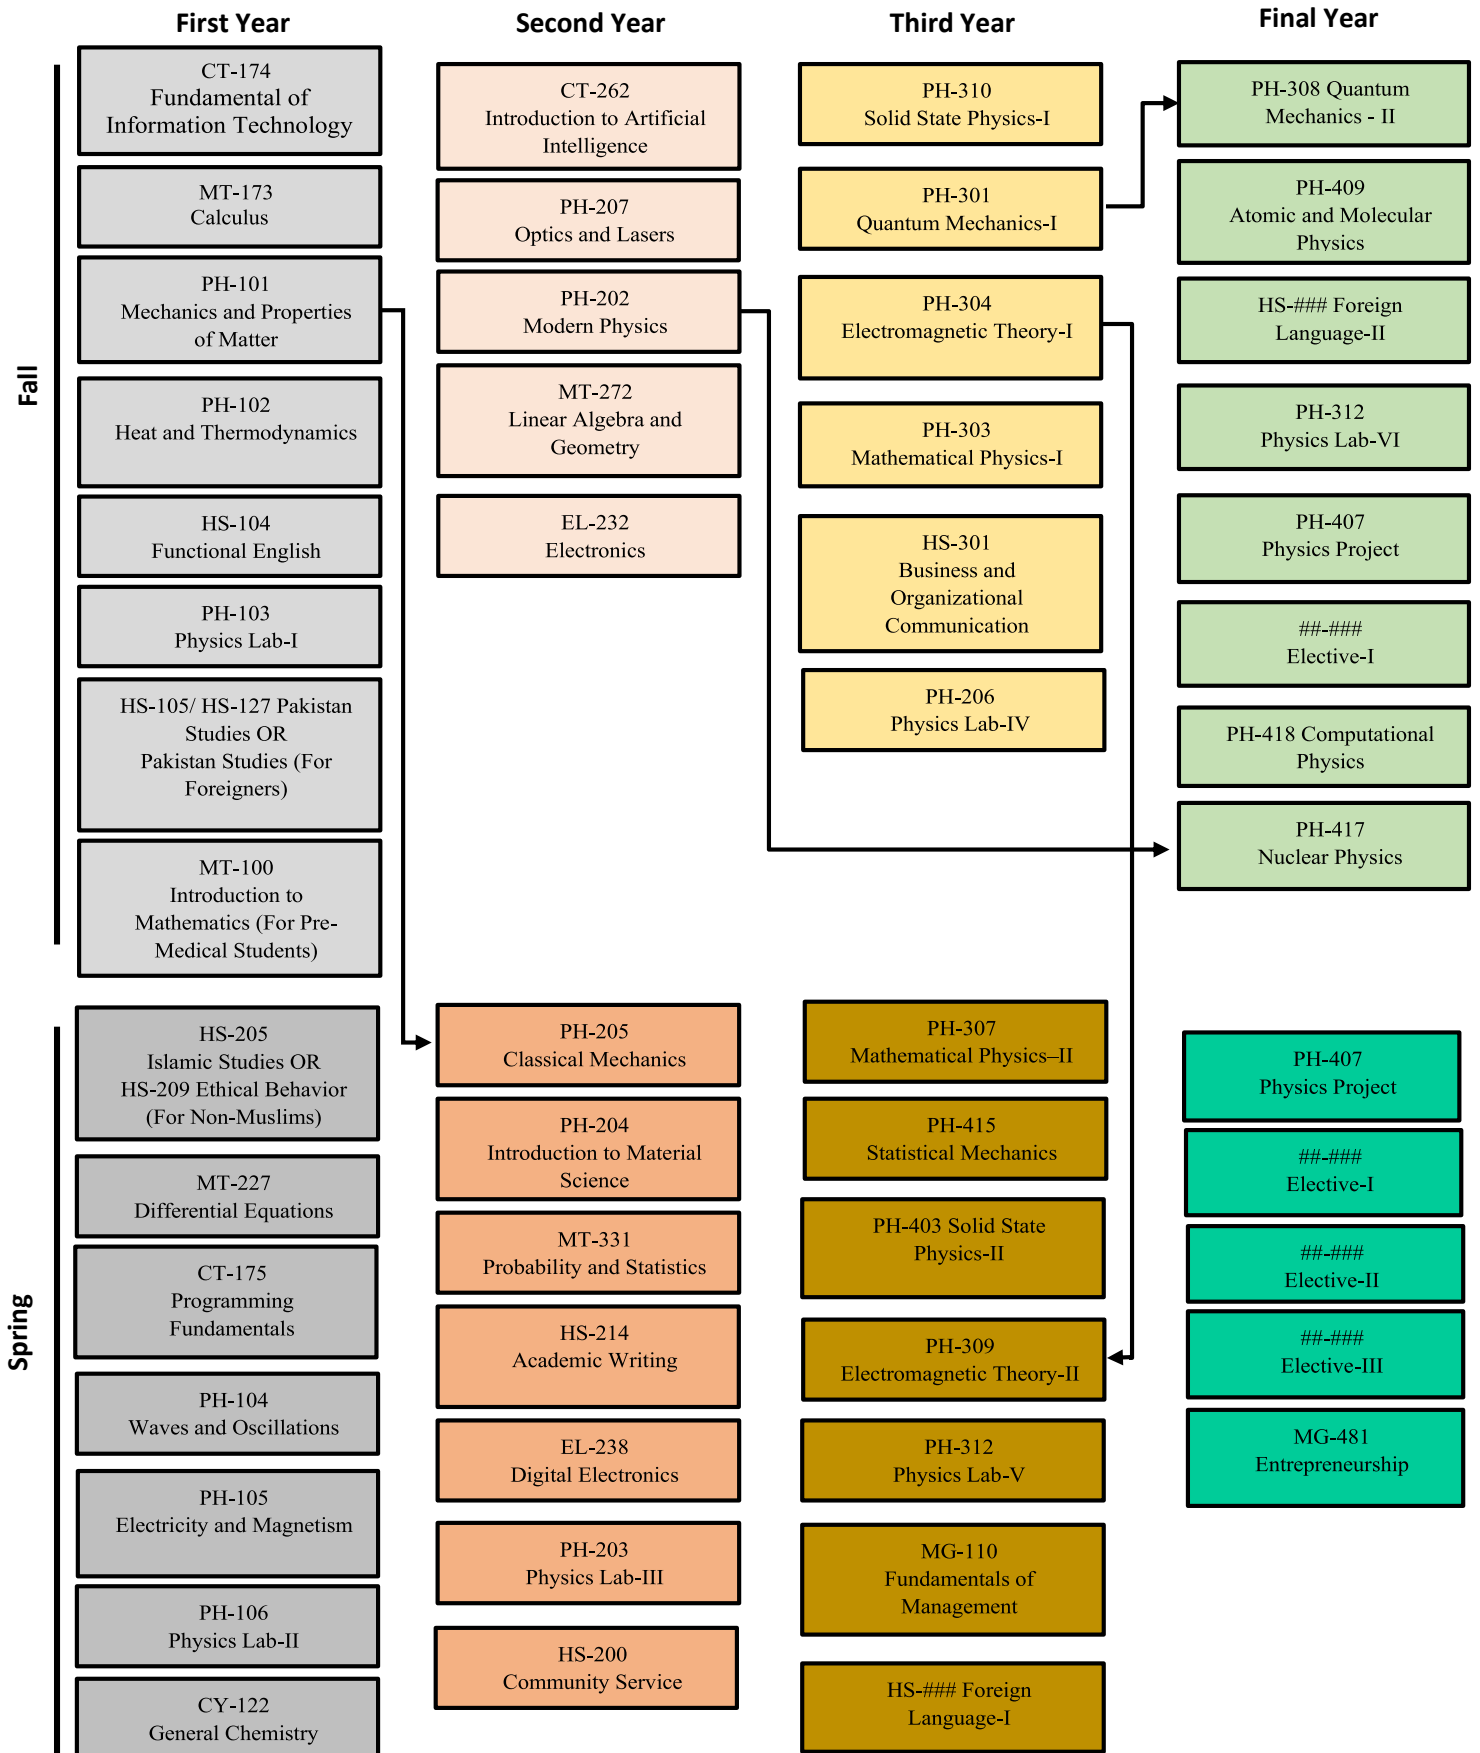 First Year
Second Year
Third Year
Final Year
Fall
CT-174
Fundamental of
Information Technology
MT-173
Calculus
PH-101
Mechanics and Properties
of Matter
PH-102
Heat and Thermodynamics
HS-104
Functional English
PH-103
Physics Lab-I
HS-105/ HS-127 Pakistan
Studies OR
Pakistan Studies (For
Foreigners)
MT-100
Introduction to
Mathematics (For Pre-
Medical Students)
CT-262
Introduction to Artificial
Intelligence
PH-207
Optics and Lasers
PH-202
Modern Physics
MT-272
Linear Algebra and
Geometry
EL-232
Electronics
PH-310
Solid State Physics-I
PH-301
Quantum Mechanics-I
PH-304
Electromagnetic Theory-I
PH-303
Mathematical Physics-I
HS-301
Business and
Organizational
Communication
PH-206
Physics Lab-IV
PH-308 Quantum
Mechanics - II
PH-409
Atomic and Molecular
Physics
HS-### Foreign
Language-II
PH-312
Physics Lab-VI
PH-407
Physics Project
##-###
Elective-I
PH-418 Computational
Physics
PH-417
Nuclear Physics
Spring
HS-205
Islamic Studies OR
HS-209 Ethical Behavior
(For Non-Muslims)
MT-227
Differential Equations
CT-175
Programming
Fundamentals
PH-104
Waves and Oscillations
PH-105
Electricity and Magnetism
PH-106
Physics Lab-II
CY-122
General Chemistry
PH-205
Classical Mechanics
PH-204
Introduction to Material
Science
MT-331
Probability and Statistics
HS-214
Academic Writing
EL-238
Digital Electronics
PH-203
Physics Lab-III
HS-200
Community Service
PH-307
Mathematical Physics–II
PH-415
Statistical Mechanics
PH-403 Solid State
Physics-II
PH-309
Electromagnetic Theory-II
PH-312
Physics Lab-V
MG-110
Fundamentals of
Management
HS-### Foreign
Language-I
PH-407
Physics Project
##-###
Elective-I
##-###
Elective-II
##-###
Elective-III
MG-481
Entrepreneurship